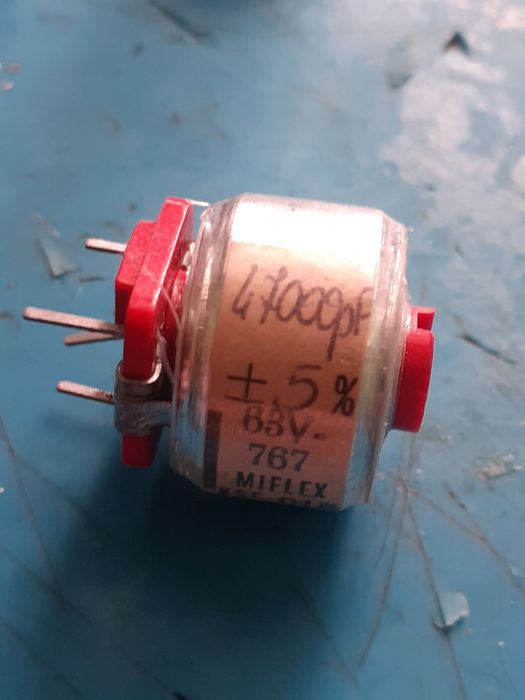 47000pF
±5%
63V-
767
MIFLEX